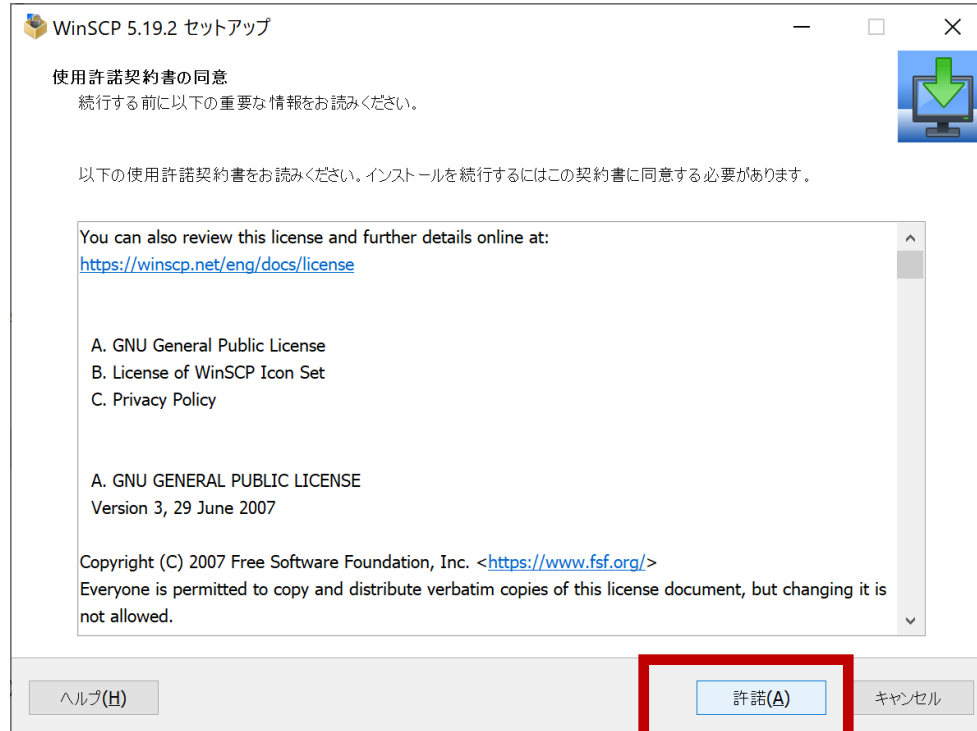 WinSCP 5.19.2 セットアップ
使用許諾契約書の同意
続行する前に以下の重要な情報をお読みください。
以下の使用許諾契約書をお読みください。インストールを続行するにはこの契約書に同意する必要があります。
You can also review this license and further details online at:
https://winscp.net/eng/docs/license
A. GNU General Public License
B. License of WinSCP Icon Set
C. Privacy Policy
A. GNU GENERAL PUBLIC LICENSE
Version 3, 29 June 2007
Copyright (C) 2007 Free Software Foundation, Inc. <https://www.fsf.org/>
Everyone is permitted to copy and distribute verbatim copies of this license document, but changing it is
not allowed.
ヘルプ(H) 許諾(A) キャンセル